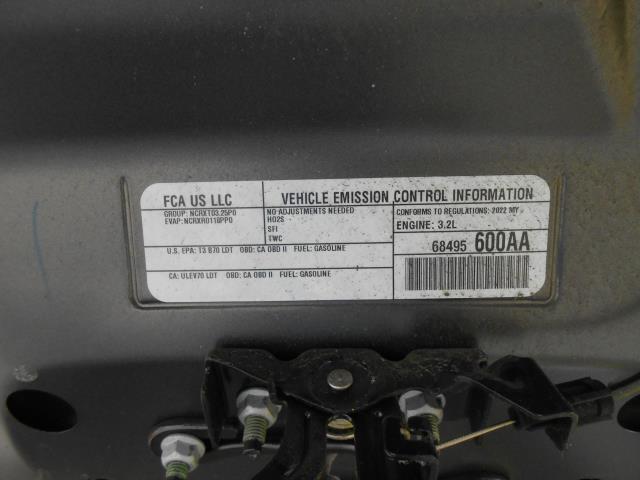 FCA US LLC
GROUP: NCRXT03.25P0
EVAP: NCRXR0118PP0
VEHICLE EMISSION CONTROL INFORMATION
NO ADJUSTMENTS NEEDED
HO2S
SFI
TWC
CONFORMS TO REGULATIONS: 2022 MY
ENGINE: 3.2L
68495 600AA
U.S. EPA: T3 B70 LDT OBD: CA OBD II FUEL: GASOLINE
CA: ULEV70 LDT OBD: CA OBD II FUEL: GASOLINE